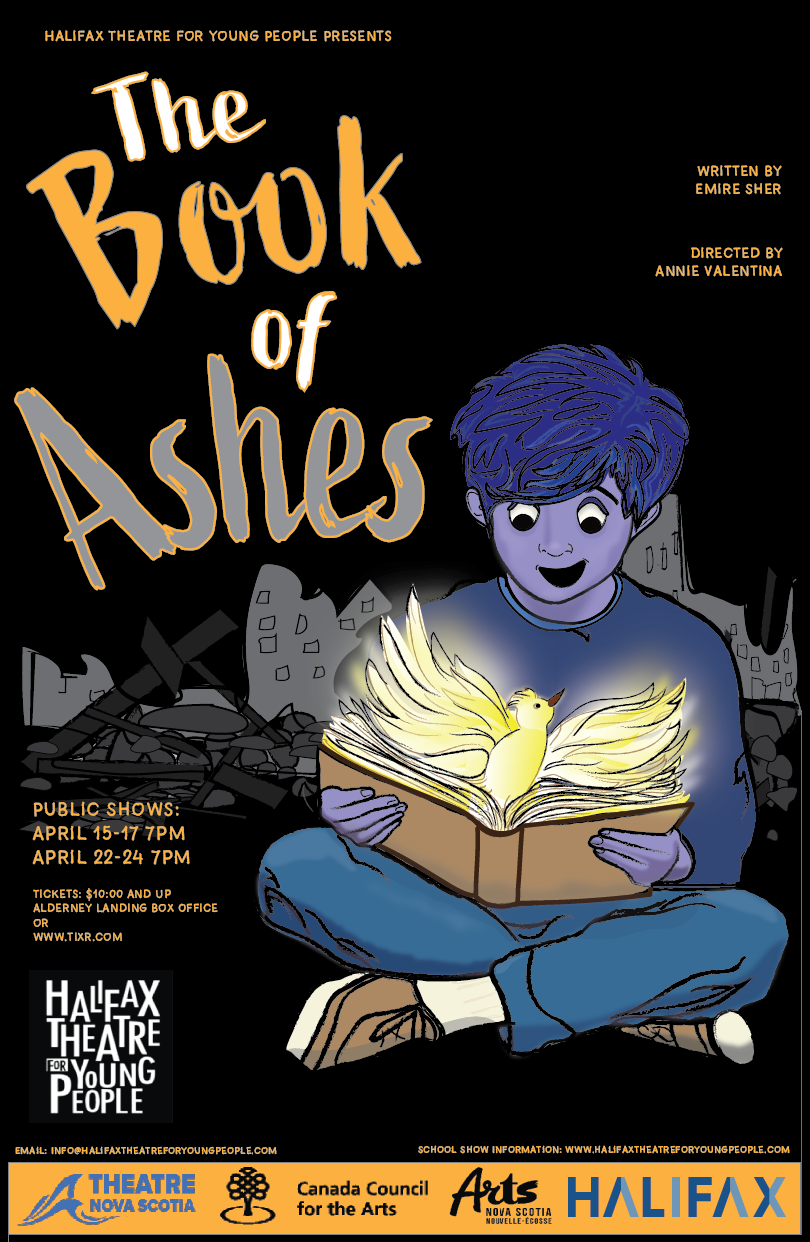 HALIFAX THEATRE FOR YOUNG PEOPLE PRESENTS
The
Book
of
Ashes
WRITTEN BY
EMIRE SHER
DIRECTED BY
ANNIE VALENTINA
PUBLIC SHOWS:
APRIL 15-17 7PM
APRIL 22-24 7PM
TICKETS: $10:00 AND UP
ALDERNEY LANDING BOX OFFICE
OR
WWW.TIXR.COM
HALIFAX
THEATRE
FOR YOUNG
PEOPLE
EMAIL: INFO@HALIFAXTHEATREFORYOUNGPEOPLE.COM
SCHOOL SHOW INFORMATION: WWW.HALIFAXTHEATREFORYOUNGPEOPLE.COM
THEATRE
NOVA SCOTIA
Canada Council
for the Arts
Arts
NOVA SCOTIA
NOUVELLE-ÉCOSSE
HALIFAX